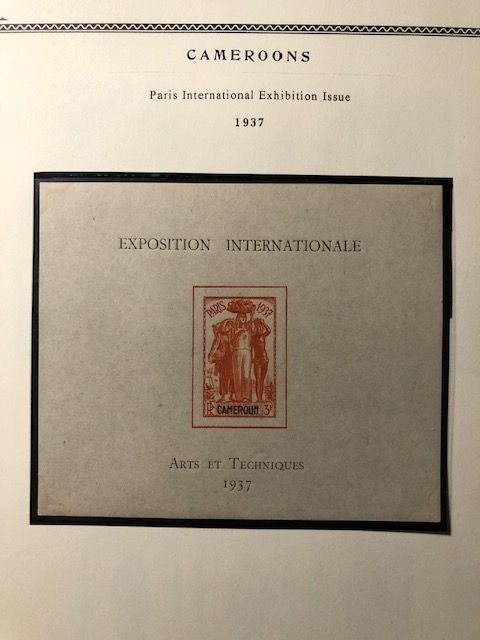 CAMEROONS
Paris International Exhibition Issue
1937
EXPOSITION INTERNATIONALE
PARIS 1937
RF CAMEROUN 3F
ARTS ET TECHNIQUES
1937